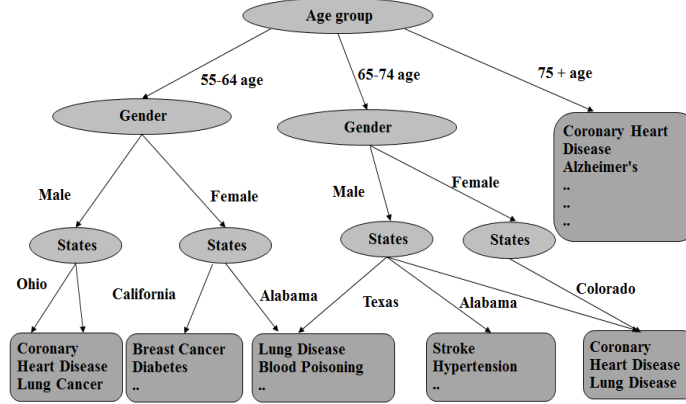 Age group
55-64 age
65-74 age
75 + age
Gender
Gender
Coronary Heart
Disease
Alzheimer's
..
..
..
Male
Female
Male
Female
States
States
States
States
Ohio
California
Alabama
Texas
Alabama
Colorado
Coronary
Heart Disease
Lung Cancer
Breast Cancer
Diabetes
..
Lung Disease
Blood Poisoning
..
Stroke
Hypertension
..
Coronary
Heart Disease
Lung Disease